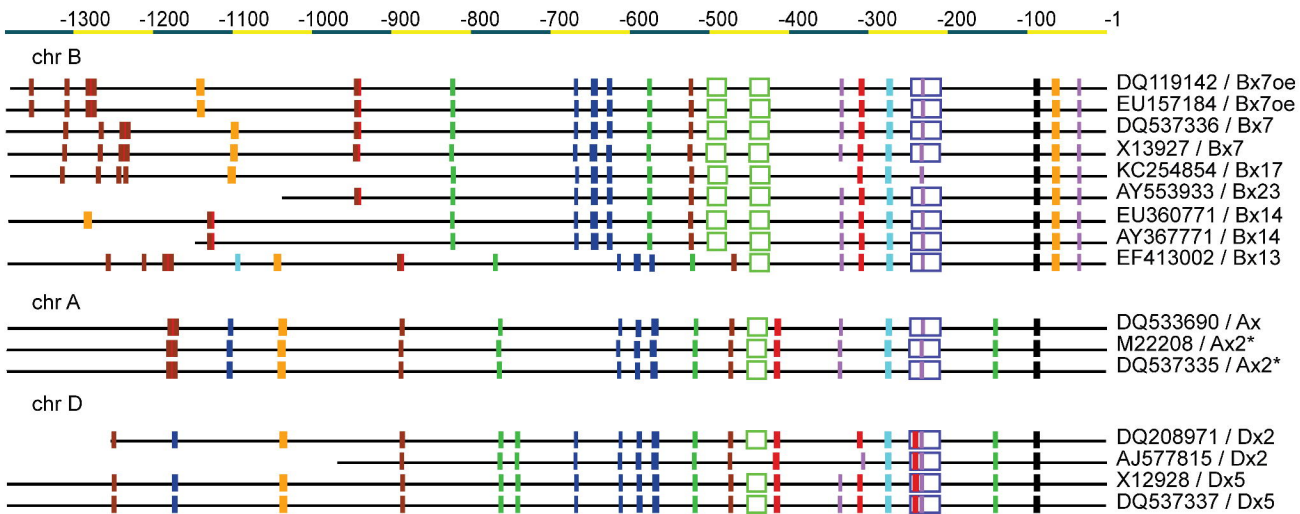 -1300 -1200 -1100 -1000 -900 -800 -700 -600 -500 -400 -300 -200 -100 -1
chr B
DQ119142 / Bx7oe
EU157184 / Bx7oe
DQ537336 / Bx7
X13927 / Bx7
KC254854 / Bx17
AY553933 / Bx23
EU360771 / Bx14
AY367771 / Bx14
EF413002 / Bx13
chr A
DQ533690 / Ax
M22208 / Ax2*
DQ537335 / Ax2*
chr D
DQ208971 / Dx2
AJ577815 / Dx2
X12928 / Dx5
DQ537337 / Dx5